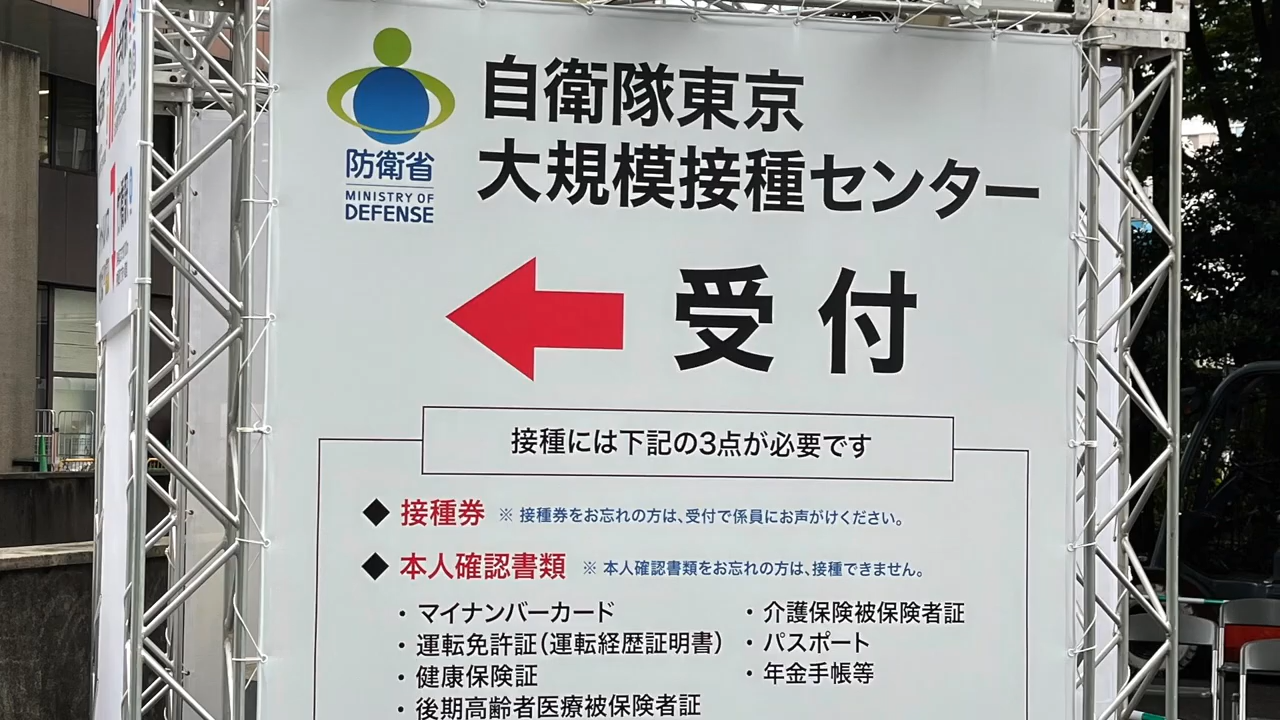 防衛省
MINISTRY OF
DEFENSE
自衛隊東京
大規模接種センター
受付
接種には下記の3点が必要です
◆ 接種券 ※ 接種券をお忘れの方は、受付で係員にお声がけください。
◆ 本人確認書類 ※ 本人確認書類をお忘れの方は、接種できません。
・マイナンバーカード
・運転免許証(運転経歴証明書)
・健康保険証
・後期高齢者医療被保険者証
・介護保険被保険者証
・パスポート
・年金手帳等